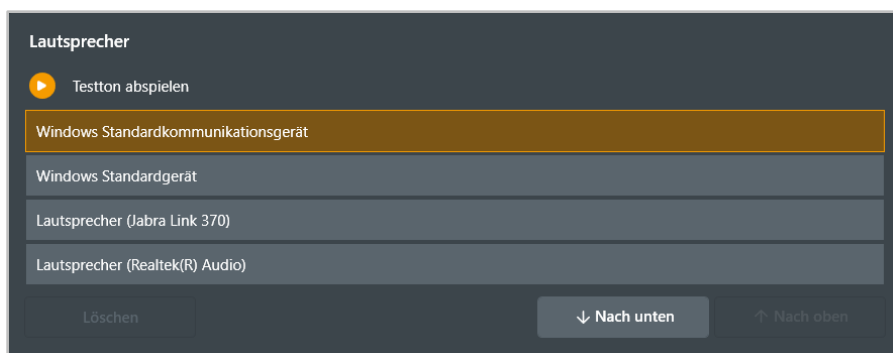 Lautsprecher
Testton abspielen
Windows Standardkommunikationsgerät
Windows Standardgerät
Lautsprecher (Jabra Link 370)
Lautsprecher (Realtek(R) Audio)
Löschen
↓ Nach unten
↑ Nach oben